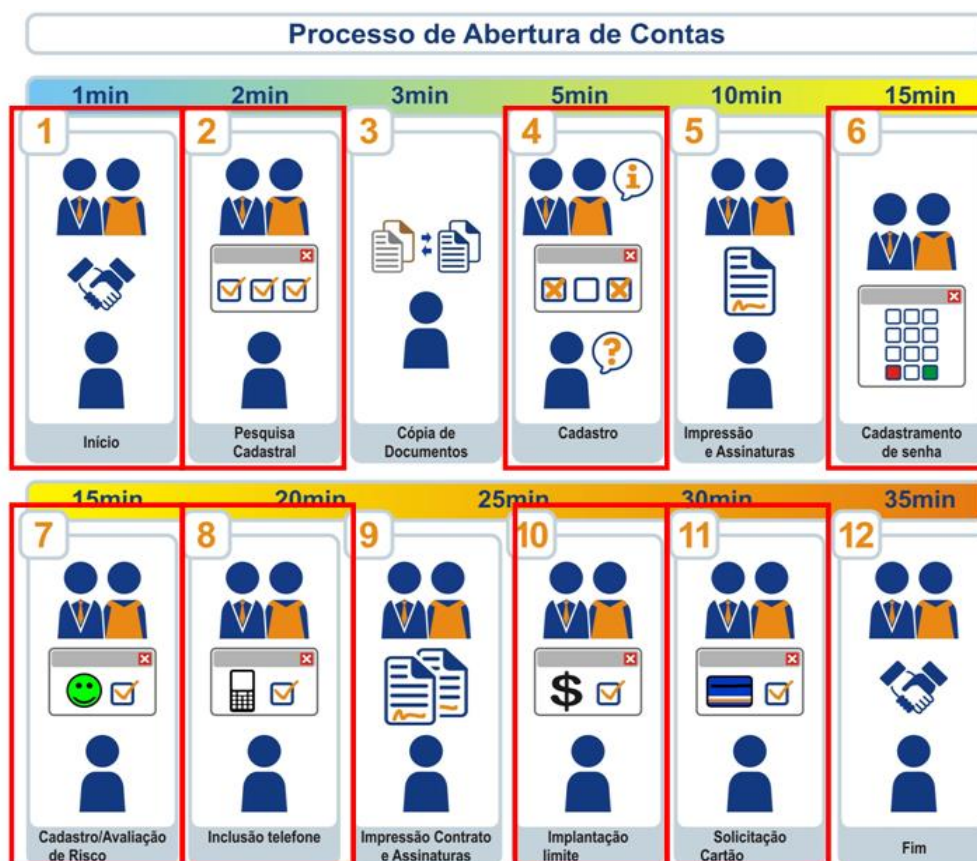 Processo de Abertura de Contas
1min 2min 3min 5min 10min 15min
1 2 3 4 5 6
i
?
Início
Pesquisa
Cadastral
Cópia de
Documentos
Cadastro
Impressão
e Assinaturas
Cadastramento
de senha
15min 20min 25min 30min 35min
7 8 9 10 11 12
$
Cadastro/Avaliação
de Risco
Inclusão telefone
Impressão Contrato
e Assinaturas
Implantação
limite
Solicitação
Cartão
Fim